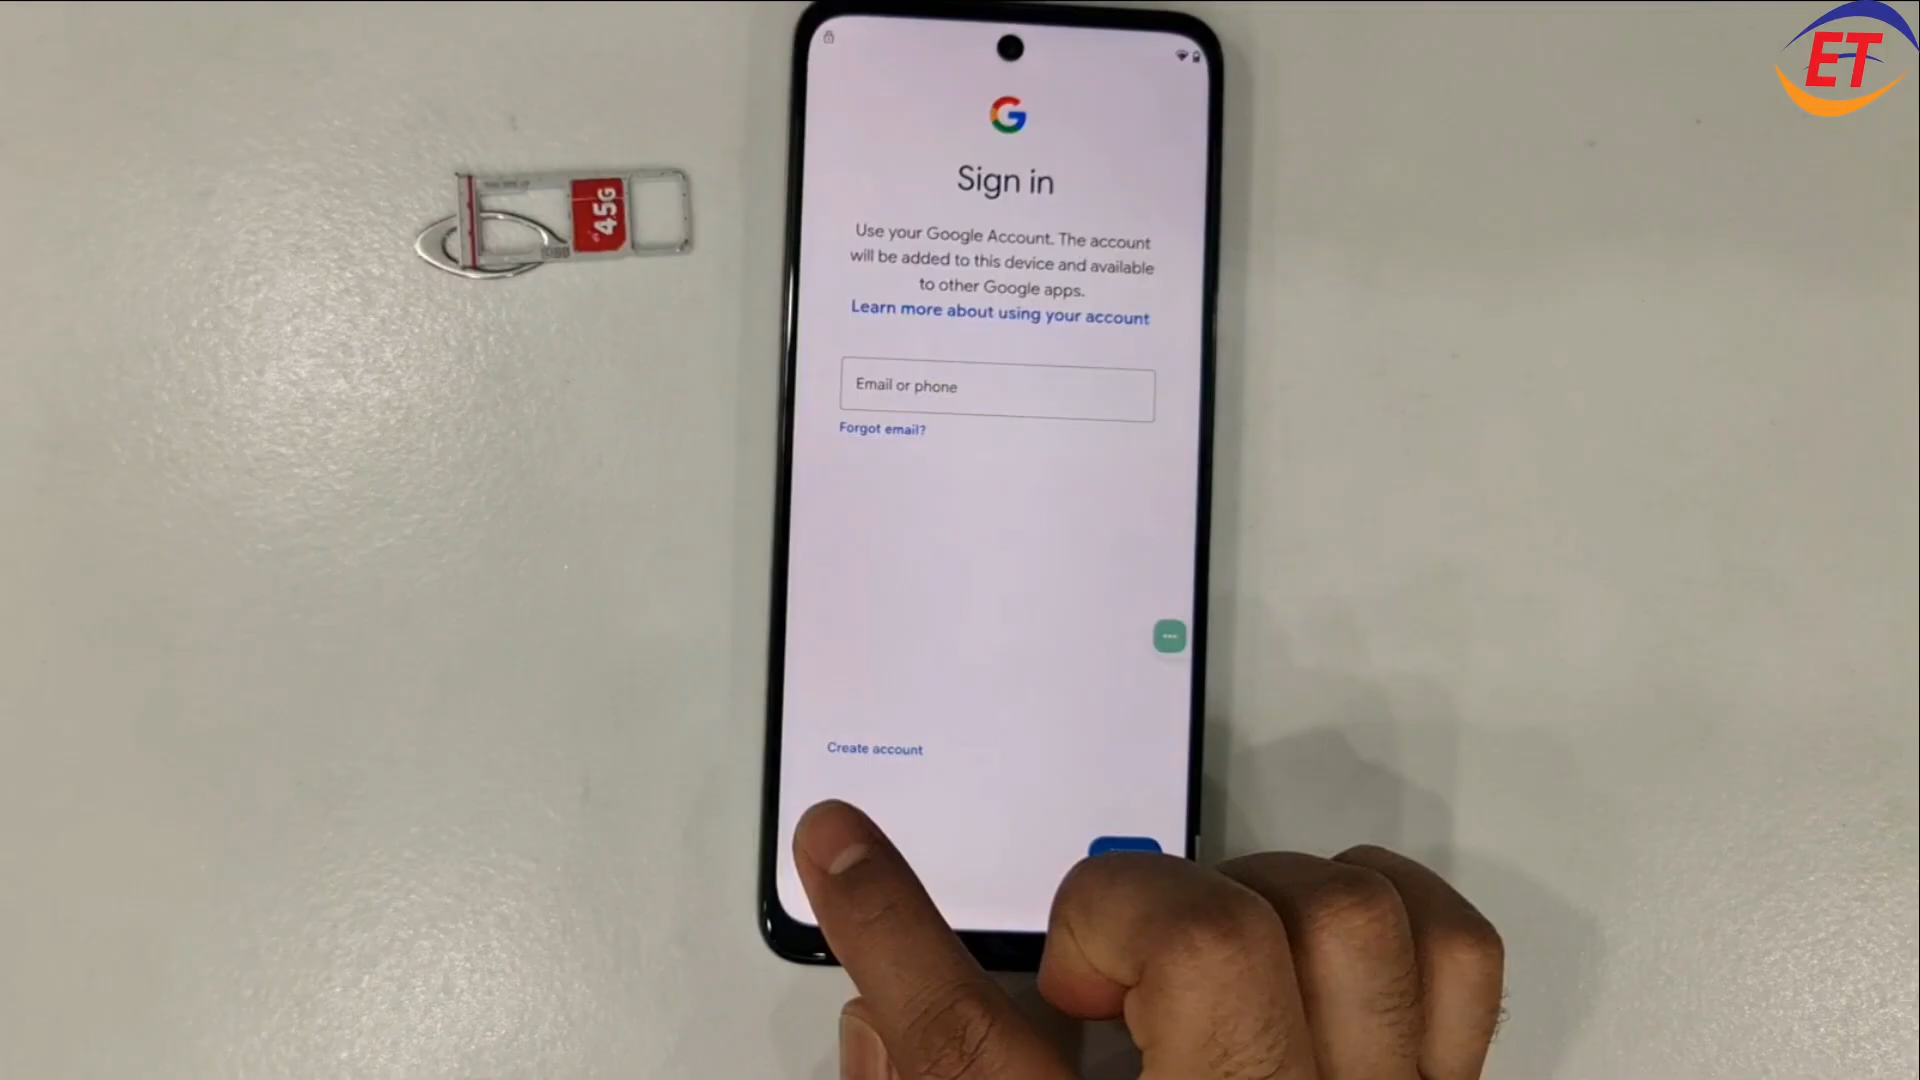 ET
4.5G
Sign in
Use your Google Account. The account
will be added to this device and available
to other Google apps.
Learn more about using your account
Email or phone
Forgot email?
Create account